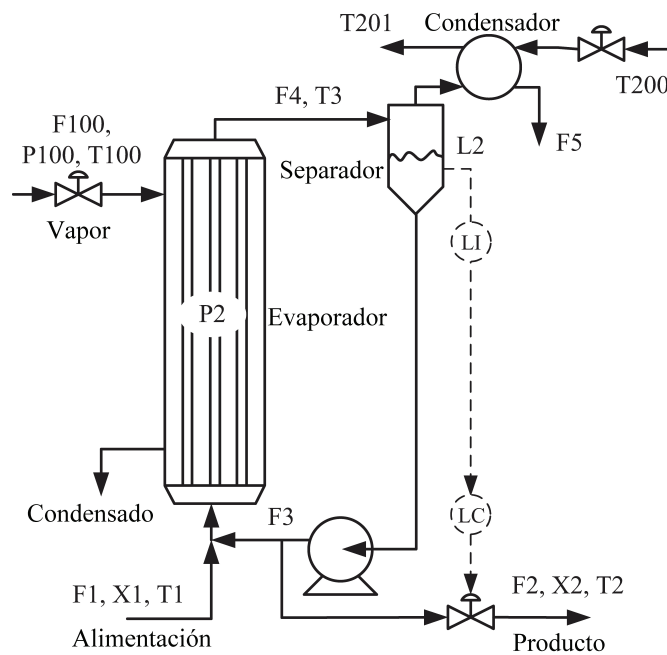 T201
Condensador
T200
F4, T3
F100,
P100, T100
L2
F5
Separador
Vapor
LI
P2
Evaporador
LC
F3
Condensado
F1, X1, T1
F2, X2, T2
Alimentación
Producto